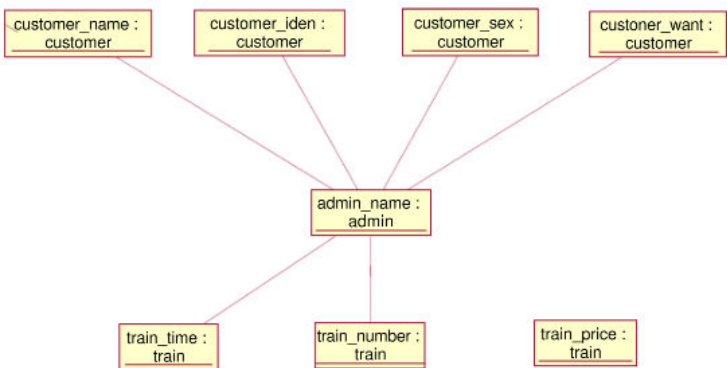 customer_name :
customer
customer_iden :
customer
customer_sex :
customer
custoner_want :
customer
admin_name :
admin
train_time :
train
train_number :
train
train_price :
train